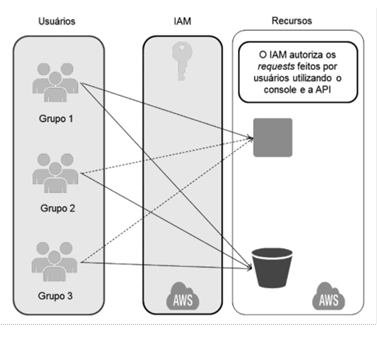 Usuários
IAM
Recursos
O IAM autoriza os
requests feitos por
usuários utilizando o
console e a API
Grupo 1
Grupo 2
Grupo 3
AWS
AWS